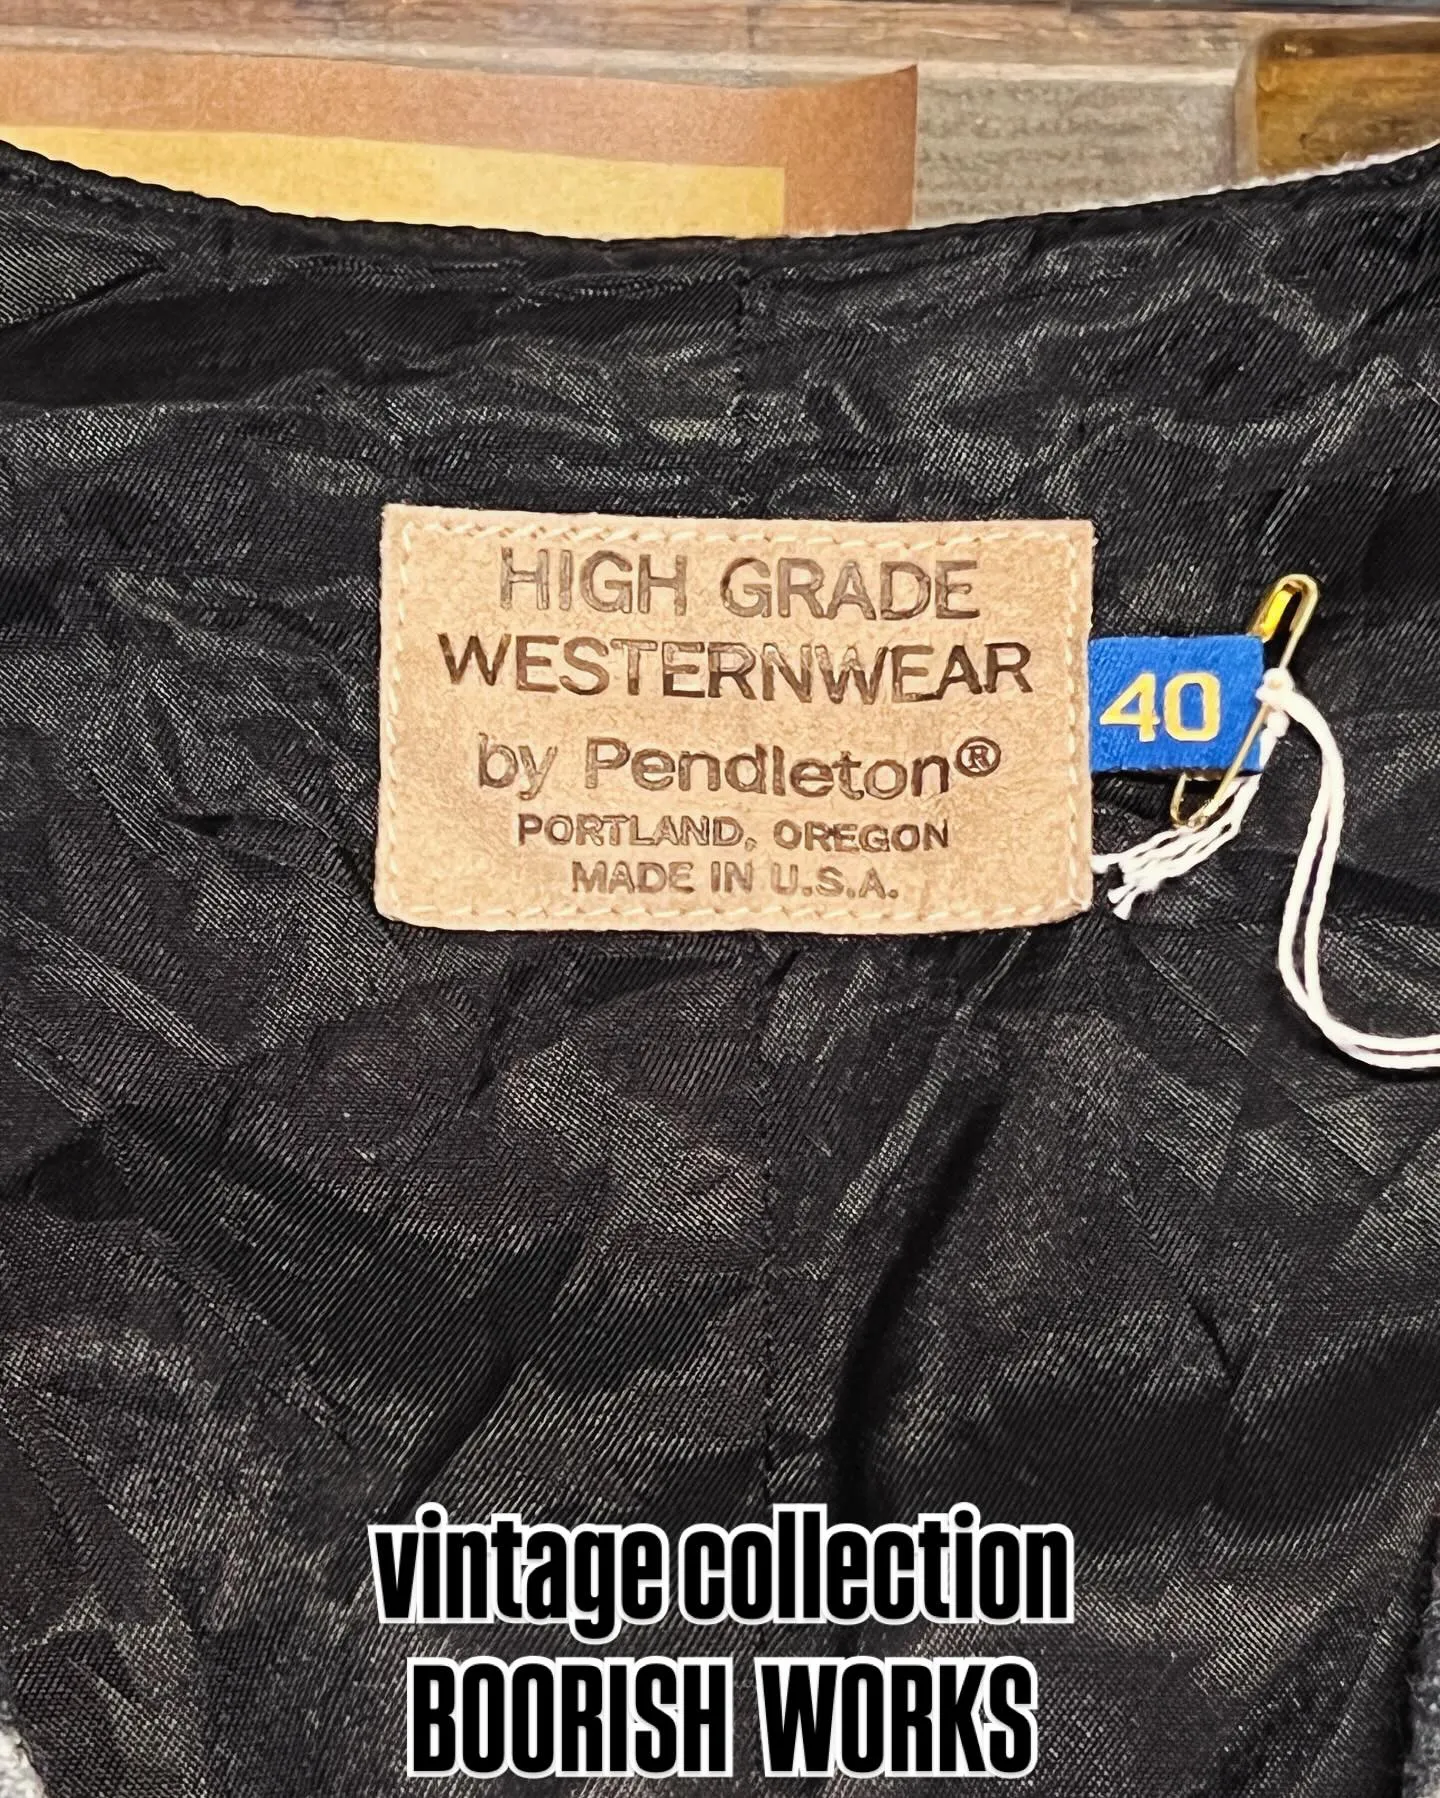 HIGH GRADE
WESTERNWEAR
by Pendleton®
PORTLAND, OREGON
MADE IN U.S.A.
40
vintage collection
BOORISH WORKS